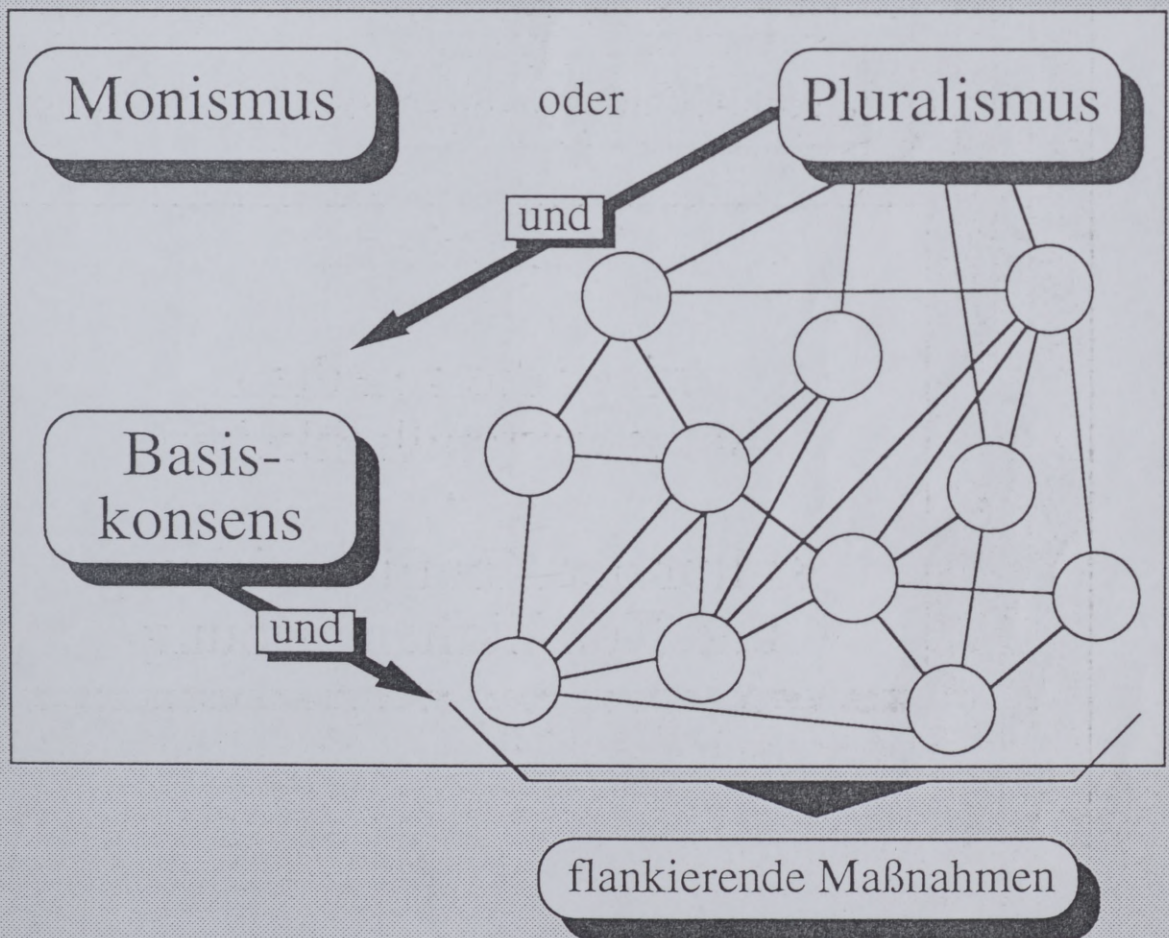 Monismus oder Pluralismus
und
Basis-
konsens
und
flankierende Maßnahmen